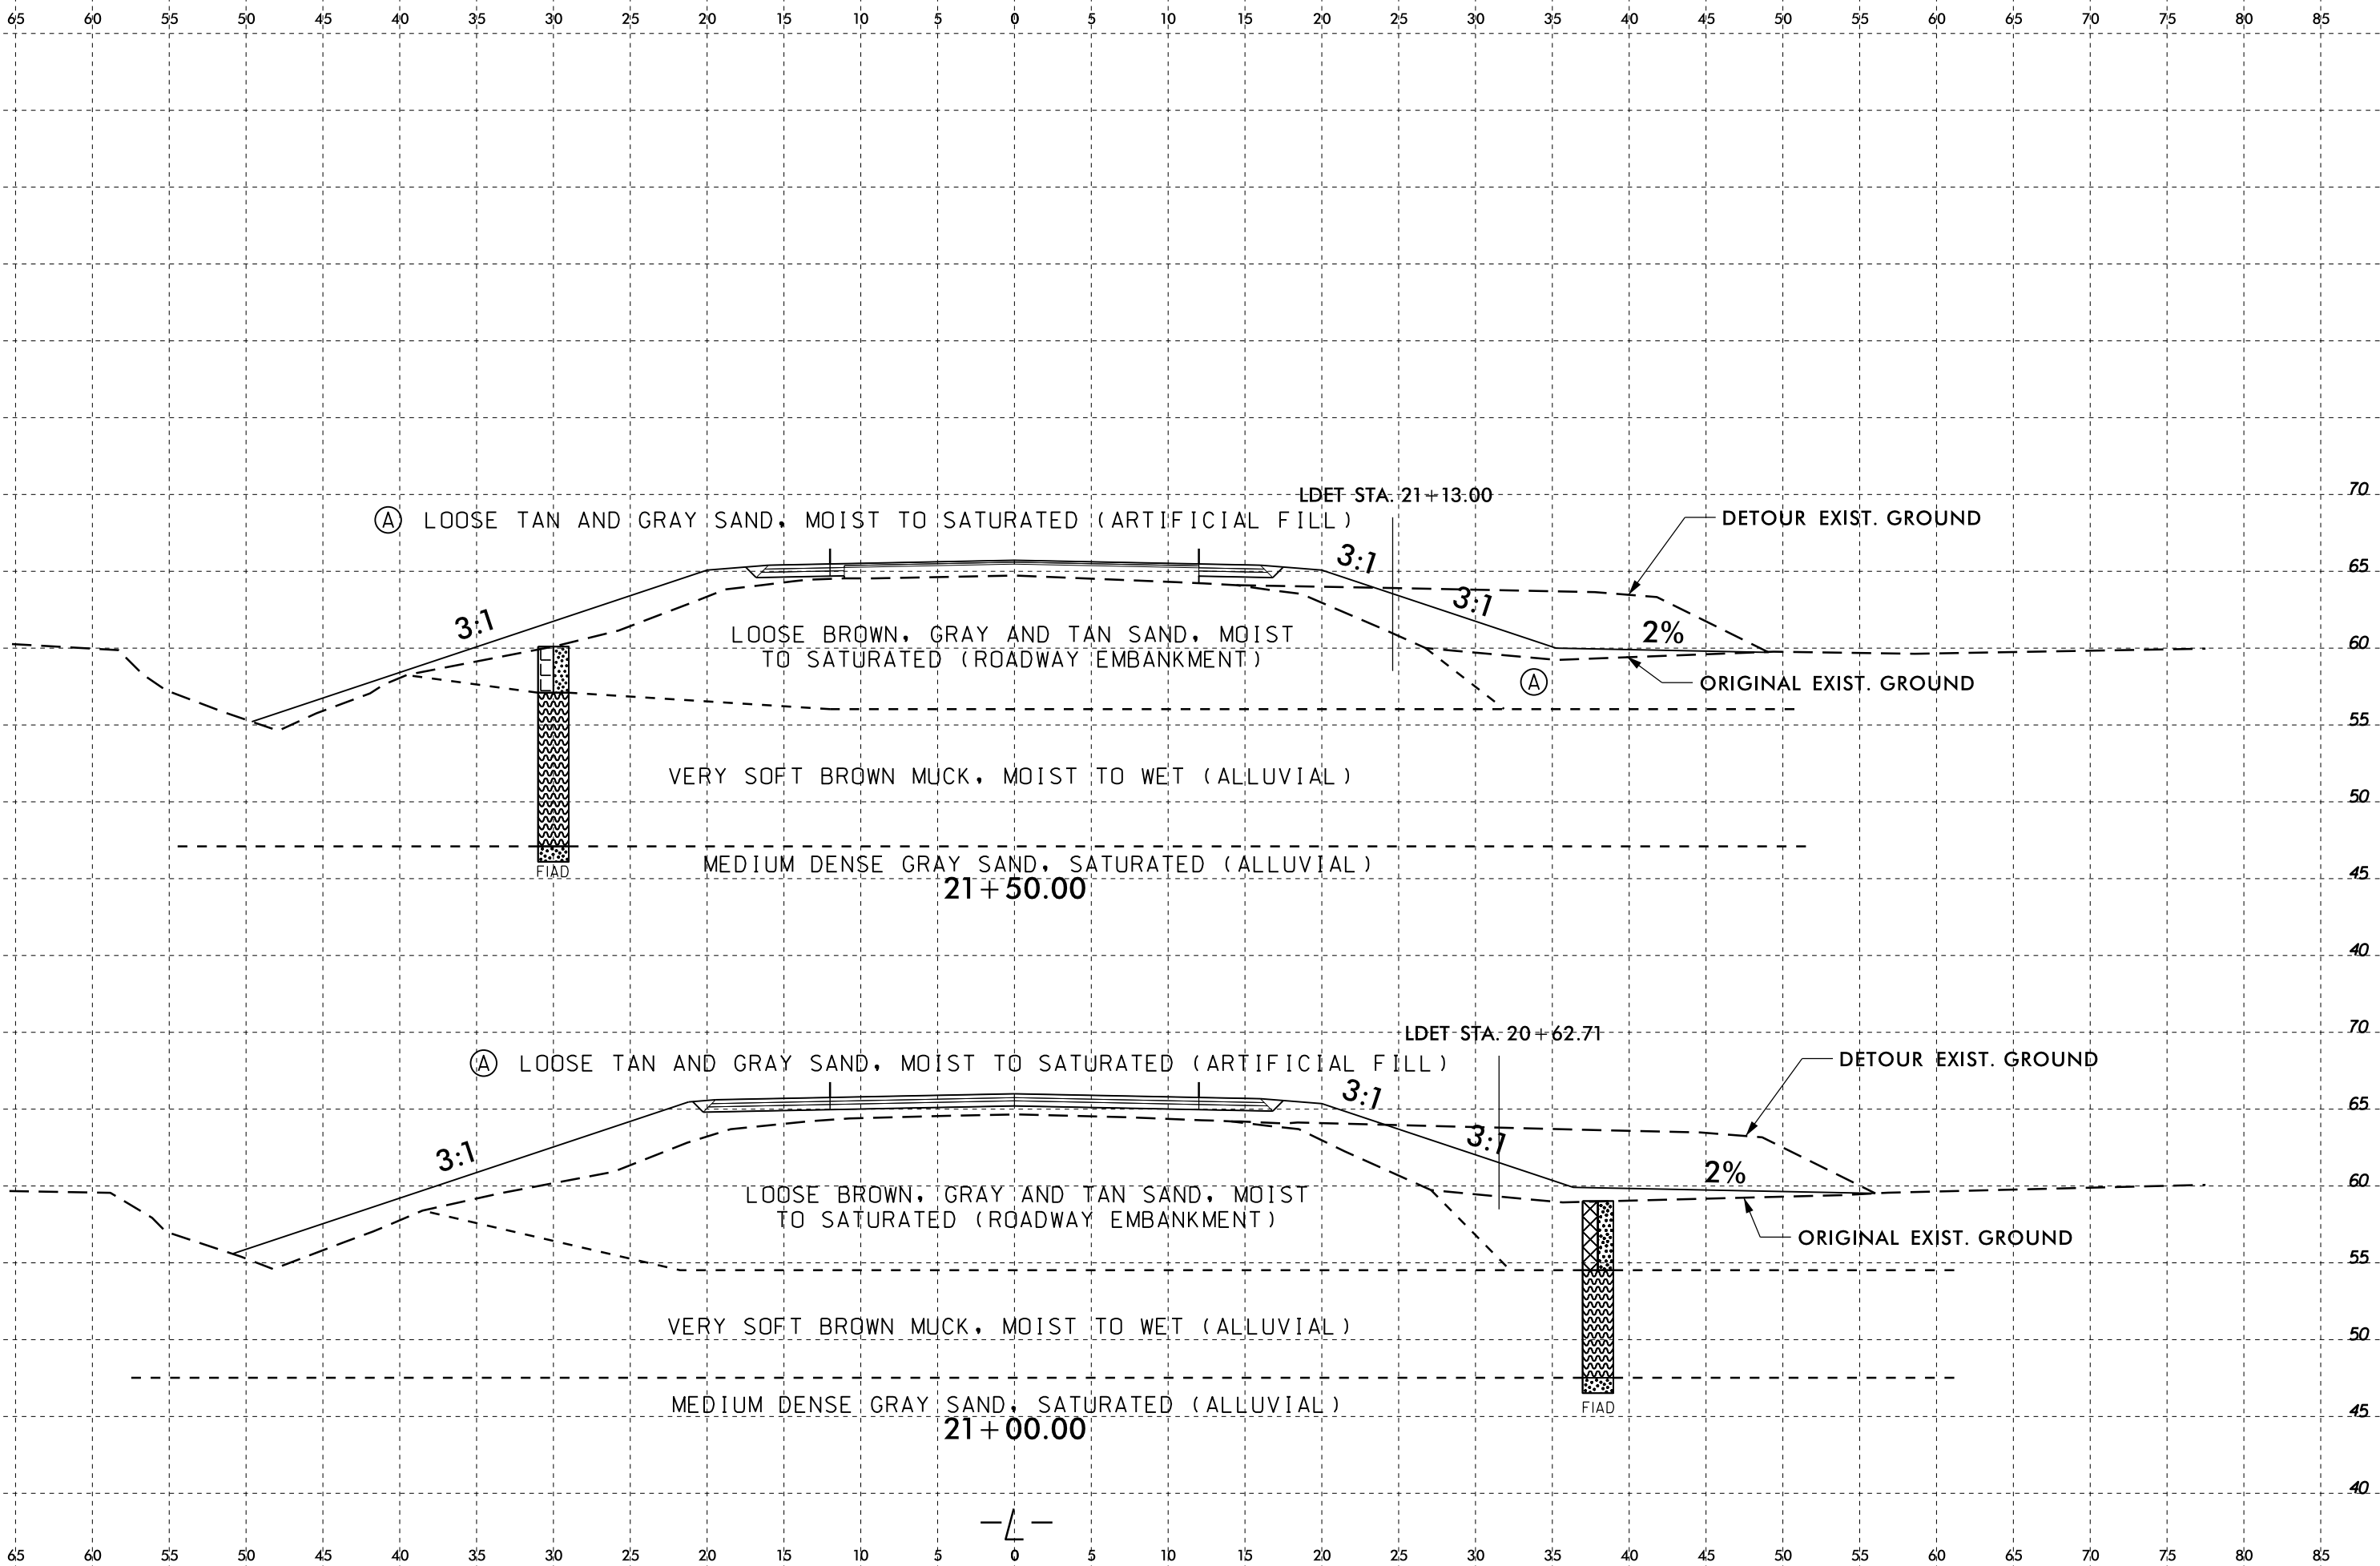 65 60 55 50 45 40 35 30 25 20 15 10 5 0 5 10 15 20 25 30 35 40 45 50 55 60 65 70 75 80 85
LDET STA. 21+13.00
70
Ⓐ LOOSE TAN AND GRAY SAND, MOIST TO SATURATED (ARTIFICIAL FILL)
DETOUR EXIST. GROUND
3:1
65
3:1
3:1
LOOSE BROWN, GRAY AND TAN SAND, MOIST
TO SATURATED (ROADWAY EMBANKMENT)
2%
60
Ⓐ
ORIGINAL EXIST. GROUND
55
VERY SOFT BROWN MUCK, MOIST TO WET (ALLUVIAL)
50
MEDIUM DENSE GRAY SAND, SATURATED (ALLUVIAL)
FIAD
45
21+50.00
40
70
LDET STA. 20+62.71
Ⓐ LOOSE TAN AND GRAY SAND, MOIST TO SATURATED (ARTIFICIAL FILL)
DETOUR EXIST. GROUND
3:1
65
3:1
3:1
2%
60
LOOSE BROWN, GRAY AND TAN SAND, MOIST
TO SATURATED (ROADWAY EMBANKMENT)
ORIGINAL EXIST. GROUND
55
VERY SOFT BROWN MUCK, MOIST TO WET (ALLUVIAL)
50
MEDIUM DENSE GRAY SAND, SATURATED (ALLUVIAL)
FIAD
45
21+00.00
40
-L-
65 60 55 50 45 40 35 30 25 20 15 10 5 0 5 10 15 20 25 30 35 40 45 50 55 60 65 70 75 80 85